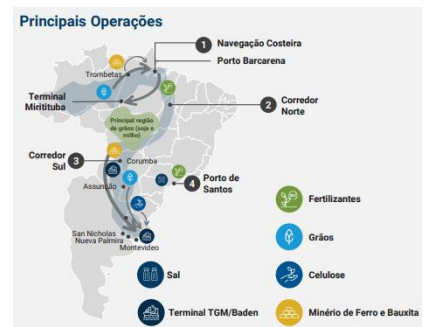 Principais Operações
1 Navegação Costeira
Porto Barcarena
Trombetas
Terminal
Miritituba
2 Corredor
Norte
Principal região
de grãos (soja e
milho)
Corredor
Sul
3
Corumba
Assunção
4 Porto de
Santos
San Nicholas
Nueva Palmira
Montevideo
Fertilizantes
Grãos
Sal
Celulose
Terminal TGM/Baden
Minério de Ferro e Bauxita